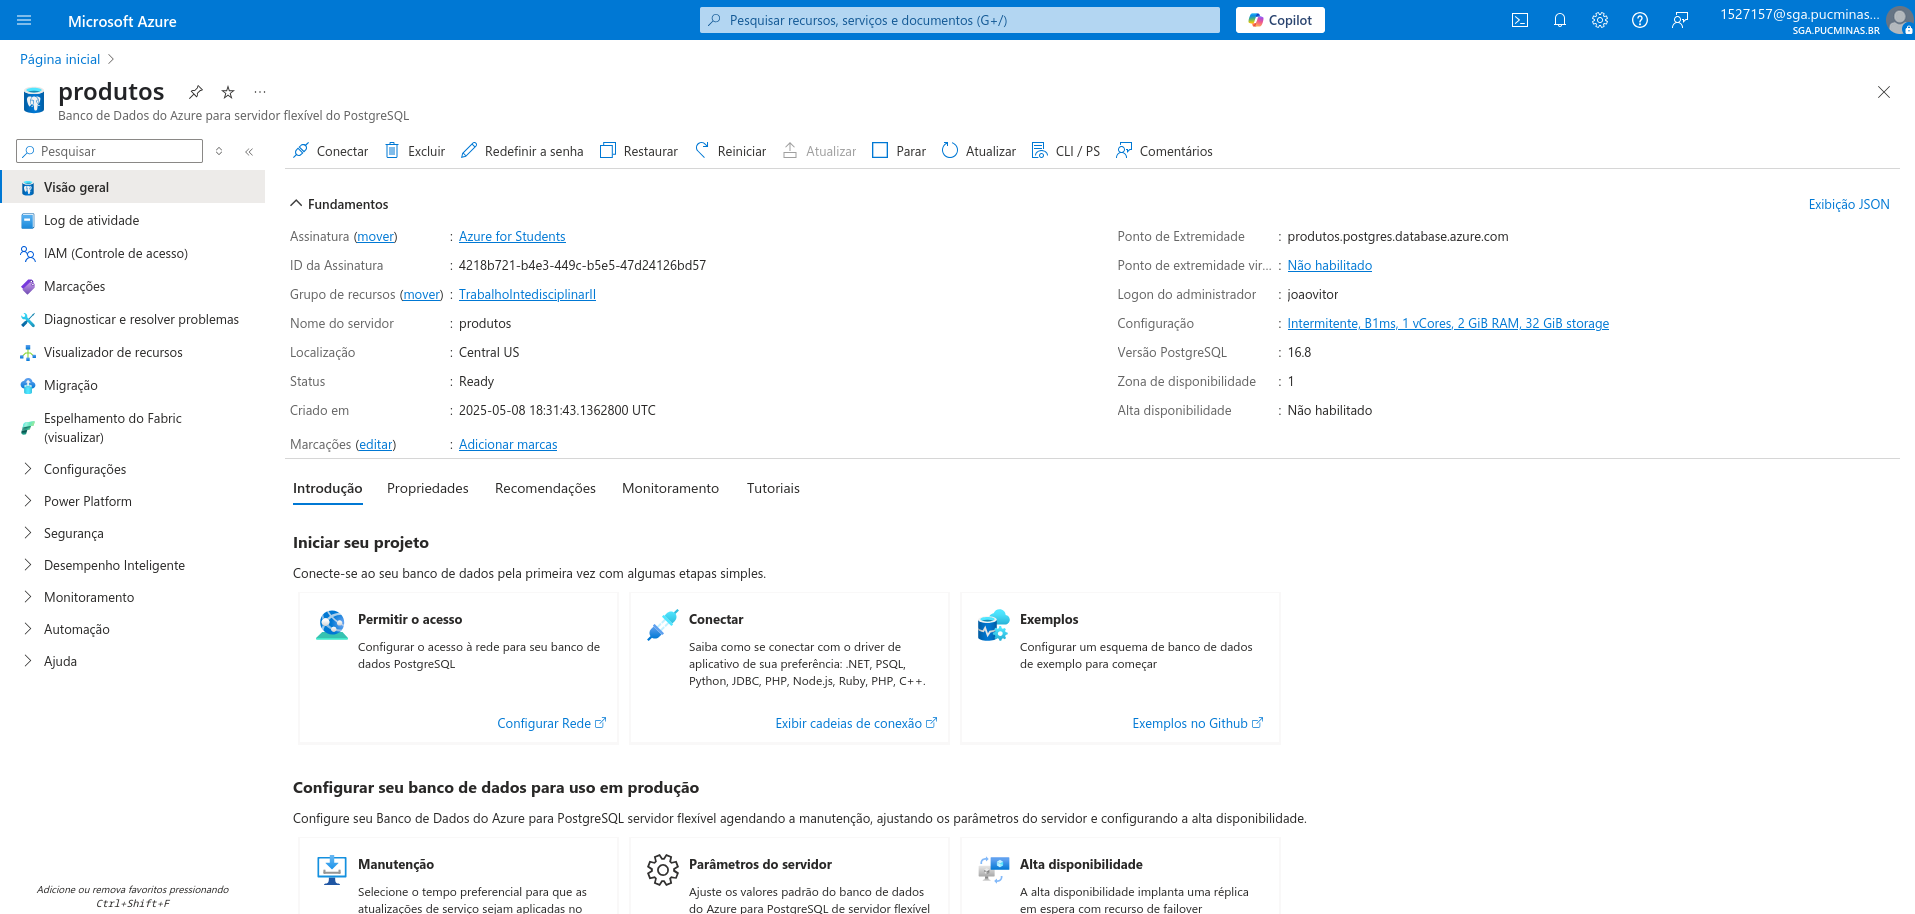 Microsoft Azure
Pesquisar recursos, serviços e documentos (G+/)
Copilot
1527157@sga.pucminas...
SGA.PUCMINAS.BR
Página inicial
produtos
...
Banco de Dados do Azure para servidor flexível do PostgreSQL
Pesquisar
Conectar
Excluir
Redefinir a senha
Restaurar
Reiniciar
Atualizar
Parar
Atualizar
CLI / PS
Comentários
Visão geral
Log de atividade
IAM (Controle de acesso)
Marcações
Diagnosticar e resolver problemas
Visualizador de recursos
Migração
Espelhamento do Fabric
(visualizar)
Configurações
Power Platform
Segurança
Desempenho Inteligente
Monitoramento
Automação
Ajuda
Adicione ou remova favoritos pressionando
Ctrl+Shift+F
Fundamentos
Exibição JSON
Assinatura (mover) : Azure for Students
ID da Assinatura : 4218b721-b4e3-449c-b5e5-47d24126bd57
Grupo de recursos (mover) : TrabalhoIntedisciplinarII
Nome do servidor : produtos
Localização : Central US
Status : Ready
Criado em : 2025-05-08 18:31:43.1362800 UTC
Marcações (editar) : Adicionar marcas
Ponto de Extremidade : produtos.postgres.database.azure.com
Ponto de extremidade vir... : Não habilitado
Logon do administrador : joaovitor
Configuração : Intermitente, B1ms, 1 vCores, 2 GiB RAM, 32 GiB storage
Versão PostgreSQL : 16.8
Zona de disponibilidade : 1
Alta disponibilidade : Não habilitado
Introdução
Propriedades
Recomendações
Monitoramento
Tutoriais
Iniciar seu projeto
Conecte-se ao seu banco de dados pela primeira vez com algumas etapas simples.
Permitir o acesso
Configurar o acesso à rede para seu banco de
dados PostgreSQL
Configurar Rede
Conectar
Saiba como se conectar com o driver de
aplicativo de sua preferência: .NET, PSQL,
Python, JDBC, PHP, Node.js, Ruby, PHP, C++.
Exibir cadeias de conexão
Exemplos
Configurar um esquema de banco de dados
de exemplo para começar
Exemplos no Github
Configurar seu banco de dados para uso em produção
Configure seu Banco de Dados do Azure para PostgreSQL servidor flexível agendando a manutenção, ajustando os parâmetros do servidor e configurando a alta disponibilidade.
Manutenção
Selecione o tempo preferencial para que as
atualizações de serviço sejam aplicadas no
Parâmetros do servidor
Ajuste os valores padrão do banco de dados
do Azure para PostgreSQL de servidor flexível
Alta disponibilidade
A alta disponibilidade implanta uma réplica
em espera com recurso de failover